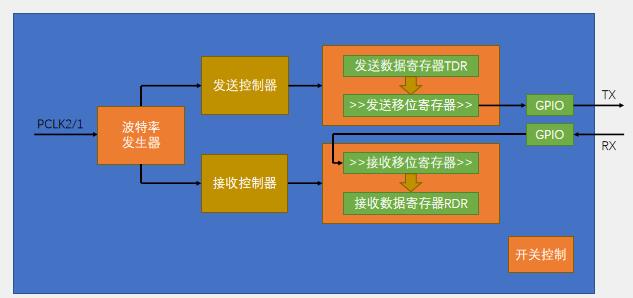 发送数据寄存器TDR
发送控制器
>>发送移位寄存器>>
GPIO
TX
PCLK2/1
波特率
发生器
GPIO
RX
接收控制器
>>接收移位寄存器>>
接收数据寄存器RDR
开关控制